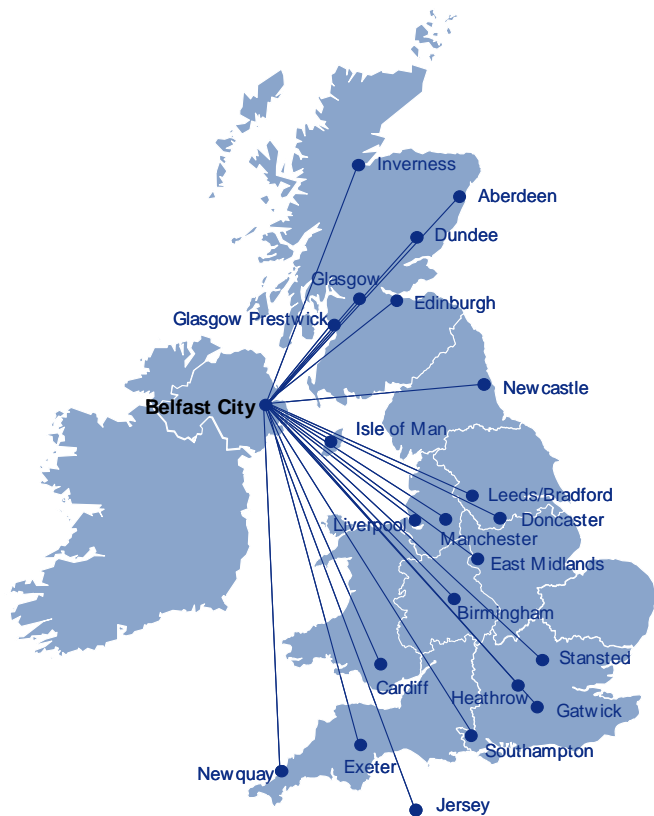 Inverness
Aberdeen
Dundee
Glasgow
Edinburgh
Glasgow Prestwick
Newcastle
Belfast City
Isle of Man
Leeds/Bradford
Doncaster
Liverpool
Manchester
East Midlands
Birmingham
Stansted
Cardiff
Heathrow
Gatwick
Southampton
Exeter
Newquay
Jersey